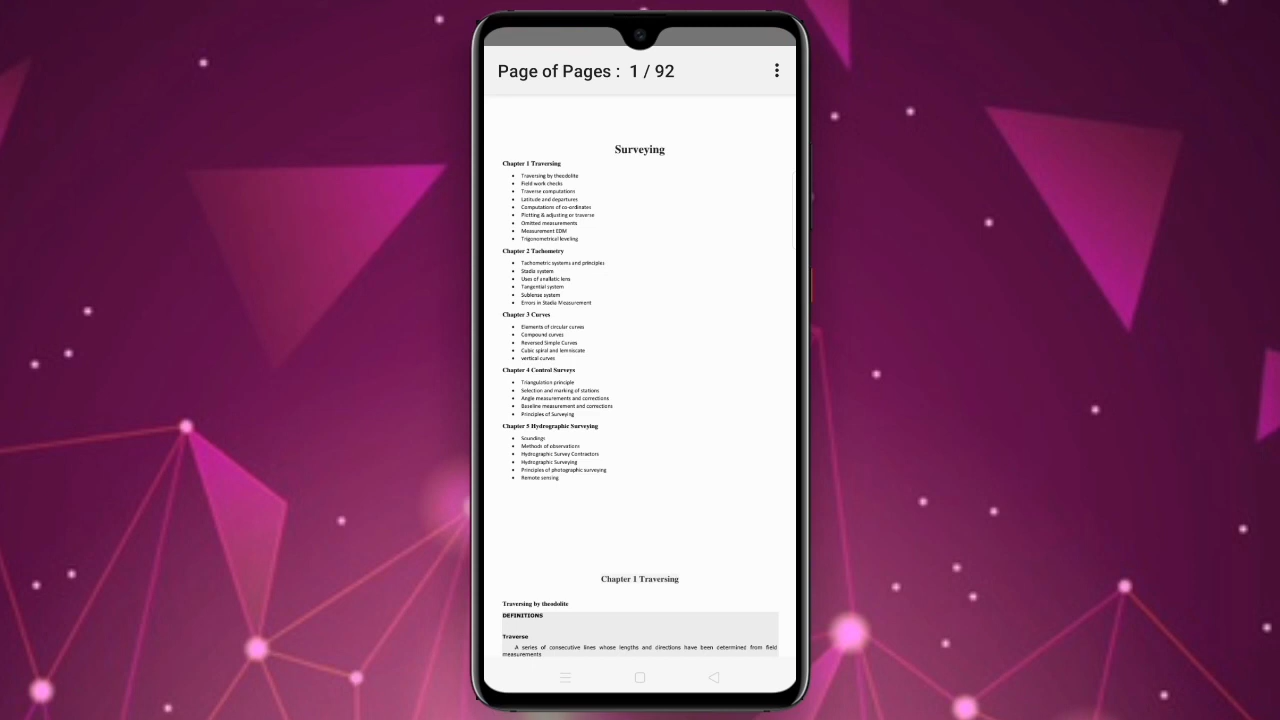 Page of Pages : 1 / 92
Surveying
Chapter 1 Traversing
• Traversing by theodolite
• Field work checks
• Traverse computations
• Latitude and departures
• Computations of co-ordinates
• Plotting & adjusting or traverse
• Omitted measurements
• Measurement EDM
• Trigonometrical leveling
Chapter 2 Tachometry
• Tachometric systems and principles
• Stadia system
• Uses of anallatic lens
• Tangential system
• Sublense system
• Errors in Stadia Measurement
Chapter 3 Curves
• Elements of circular curves
• Compound curves
• Reversed Simple Curves
• Cubic spiral and lemniscate
• vertical curves
Chapter 4 Control Surveys
• Triangulation principle
• Selection and marking of stations
• Angle measurements and corrections
• Baseline measurement and corrections
• Principles of Surveying
Chapter 5 Hydrographic Surveying
• Soundings
• Methods of observations
• Hydrographic Survey Contractors
• Hydrographic Surveying
• Principles of photographic surveying
• Remote sensing
Chapter 1 Traversing
Traversing by theodolite
DEFINITIONS
Traverse
A series of consecutive lines whose lengths and directions have been determined from field
measurements